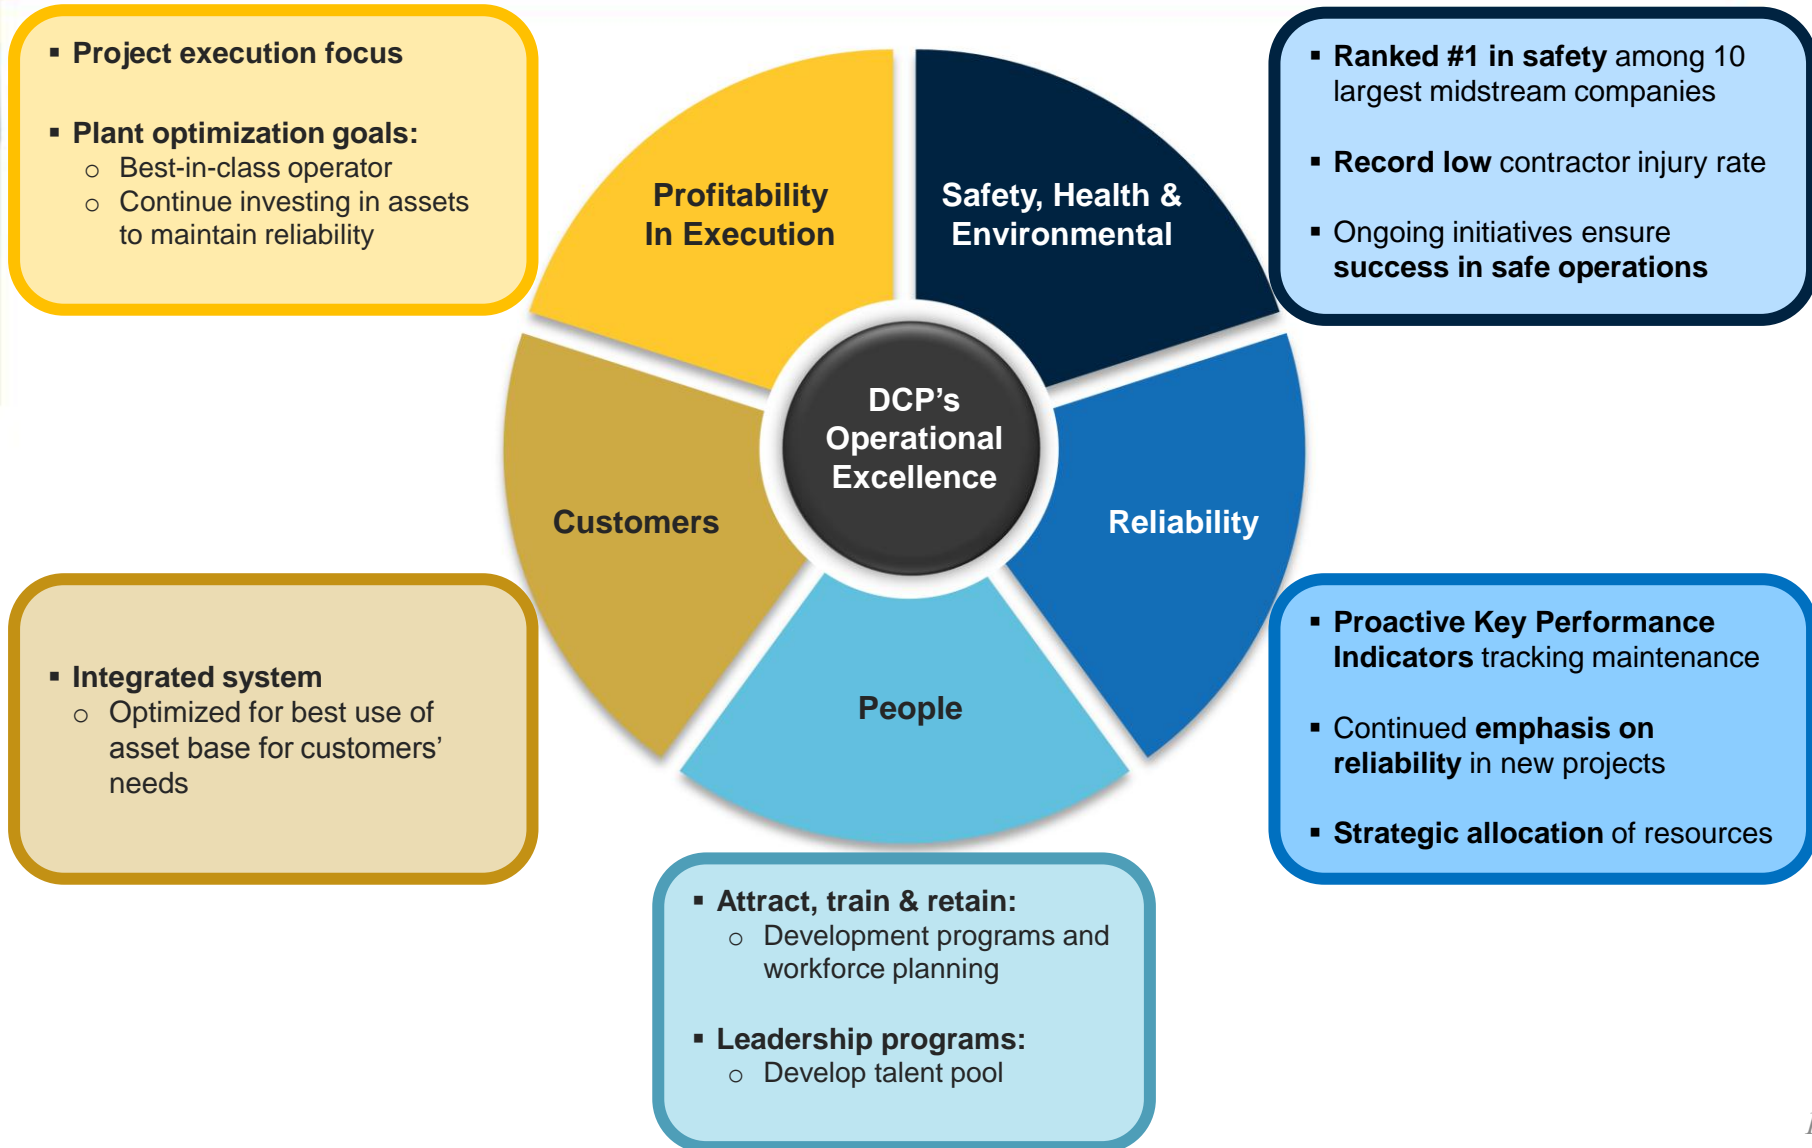 ▪ Project execution focus
▪ Plant optimization goals:
o Best-in-class operator
o Continue investing in assets
to maintain reliability
Profitability
In Execution
Safety, Health &
Environmental
▪ Ranked #1 in safety among 10
largest midstream companies
▪ Record low contractor injury rate
▪ Ongoing initiatives ensure
success in safe operations
DCP’s
Operational
Excellence
Customers
Reliability
People
▪ Integrated system
o Optimized for best use of
asset base for customers’
needs
▪ Proactive Key Performance
Indicators tracking maintenance
▪ Continued emphasis on
reliability in new projects
▪ Strategic allocation of resources
▪ Attract, train & retain:
o Development programs and
workforce planning
▪ Leadership programs:
o Develop talent pool